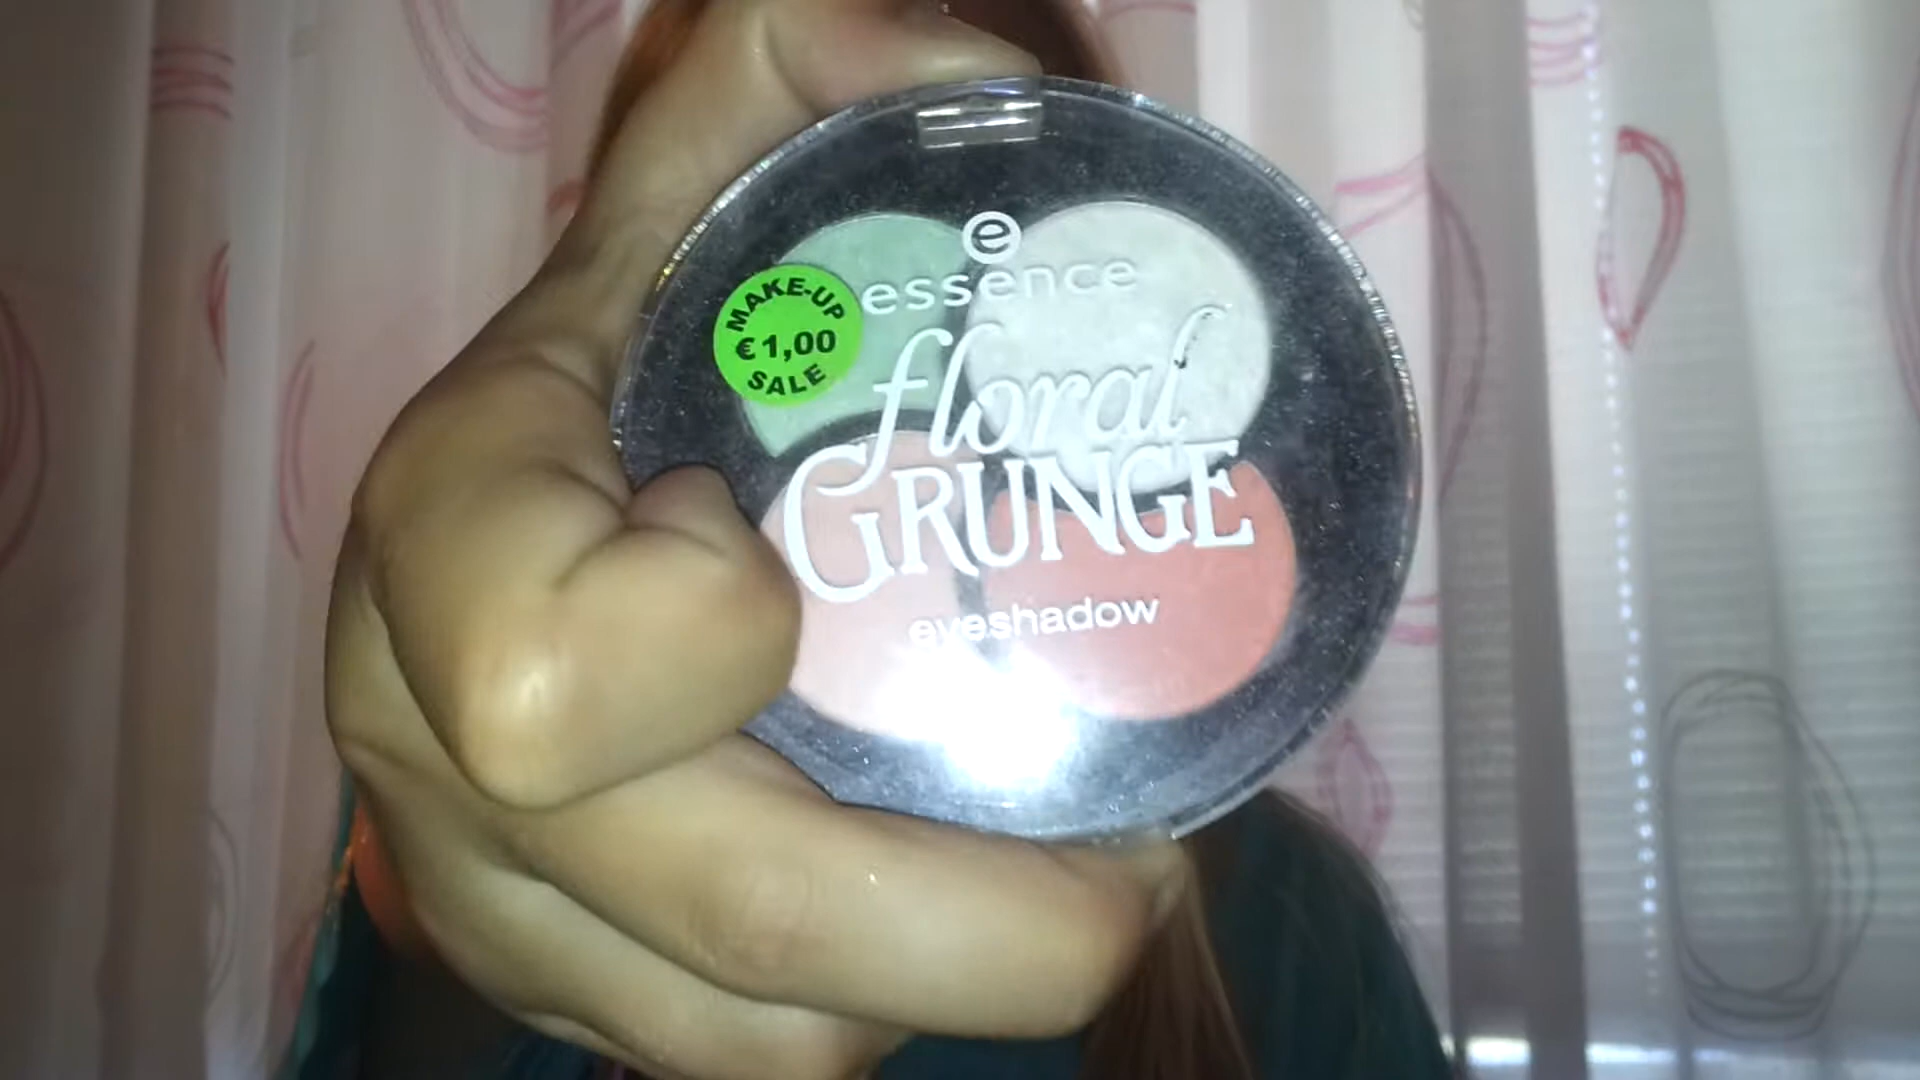 e
essence
MAKE-UP
€ 1,00
SALE
floral
GRUNGE
eyeshadow